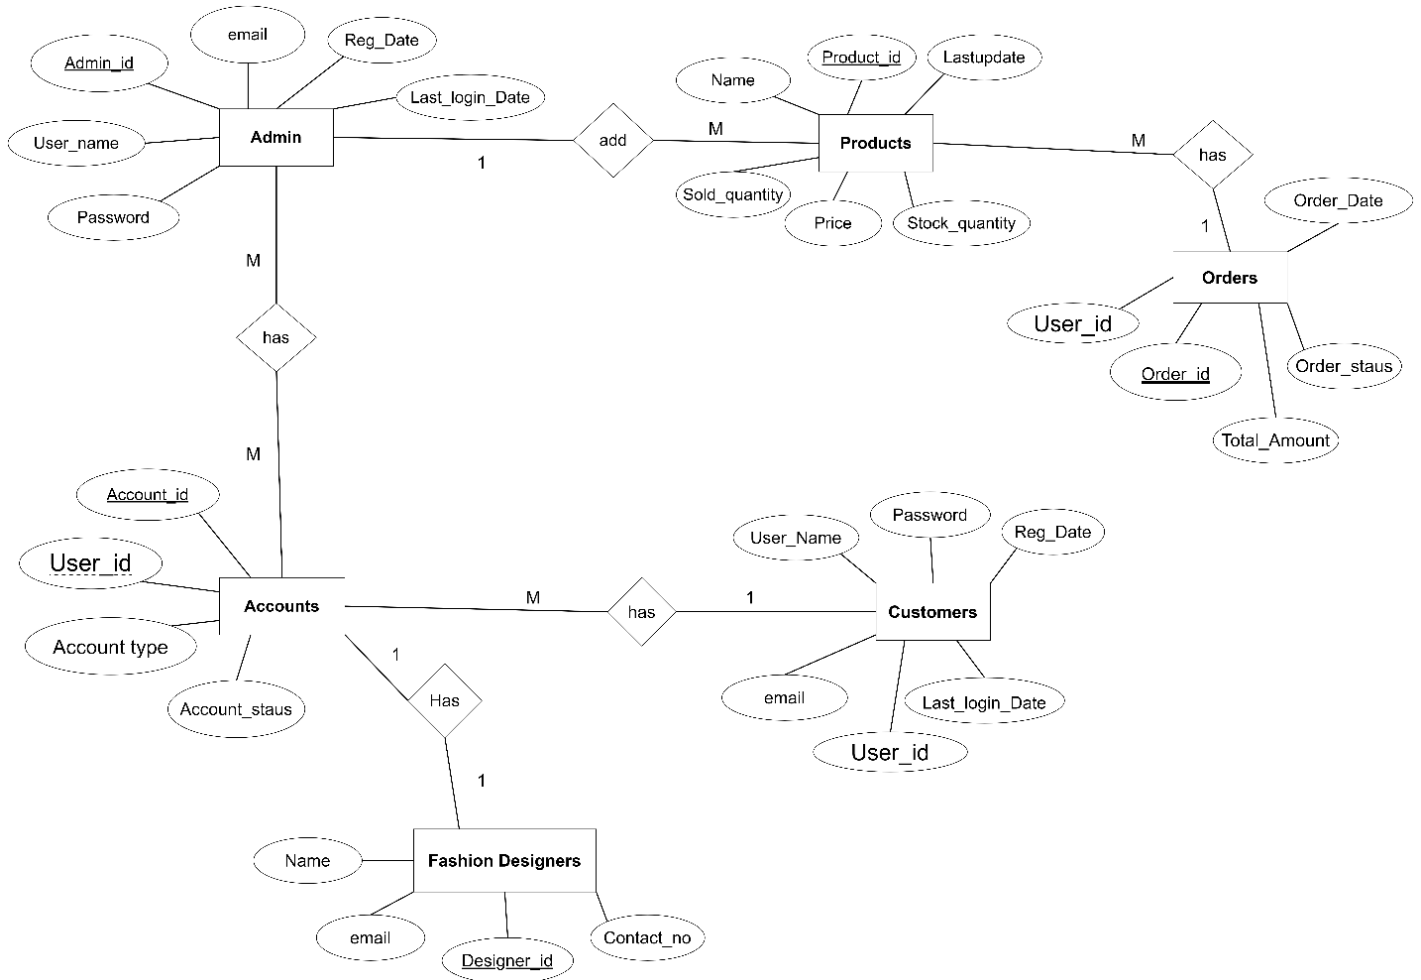 email
Reg_Date
Admin_id
Last_login_Date
Admin
User_name
Password
1
add
M
Name
Product_id
Lastupdate
Products
Sold_quantity
Price
Stock_quantity
M
has
1
Order_Date
Orders
User_id
Order_id
Order_staus
Total_Amount
M
has
M
Account_id
User_id
Accounts
Account type
Account_staus
M
has
1
User_Name
Password
Reg_Date
Customers
email
Last_login_Date
User_id
1
Has
1
Name
Fashion Designers
email
Designer_id
Contact_no